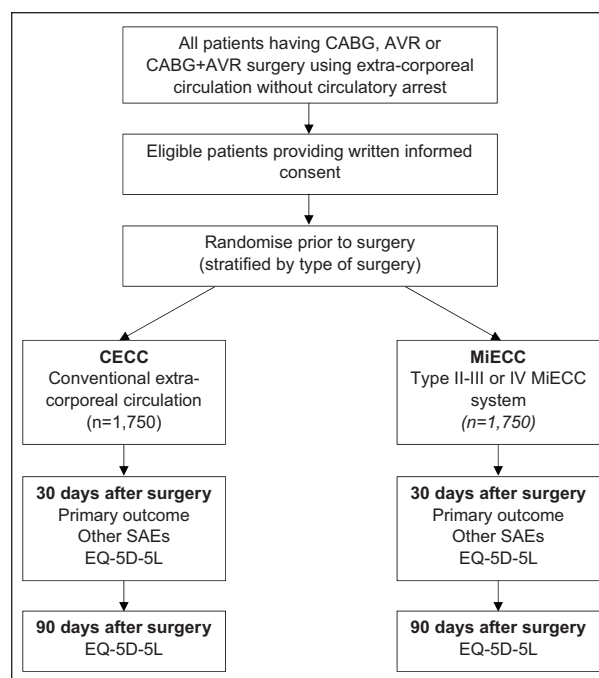 All patients having CABG, AVR or
CABG+AVR surgery using extra-corporeal
circulation without circulatory arrest
Eligible patients providing written informed
consent
Randomise prior to surgery
(stratified by type of surgery)
CECC
Conventional extra-
corporeal circulation
(n=1,750)
MiECC
Type II-III or IV MiECC
system
(n=1,750)
30 days after surgery
Primary outcome
Other SAEs
EQ-5D-5L
30 days after surgery
Primary outcome
Other SAEs
EQ-5D-5L
90 days after surgery
EQ-5D-5L
90 days after surgery
EQ-5D-5L